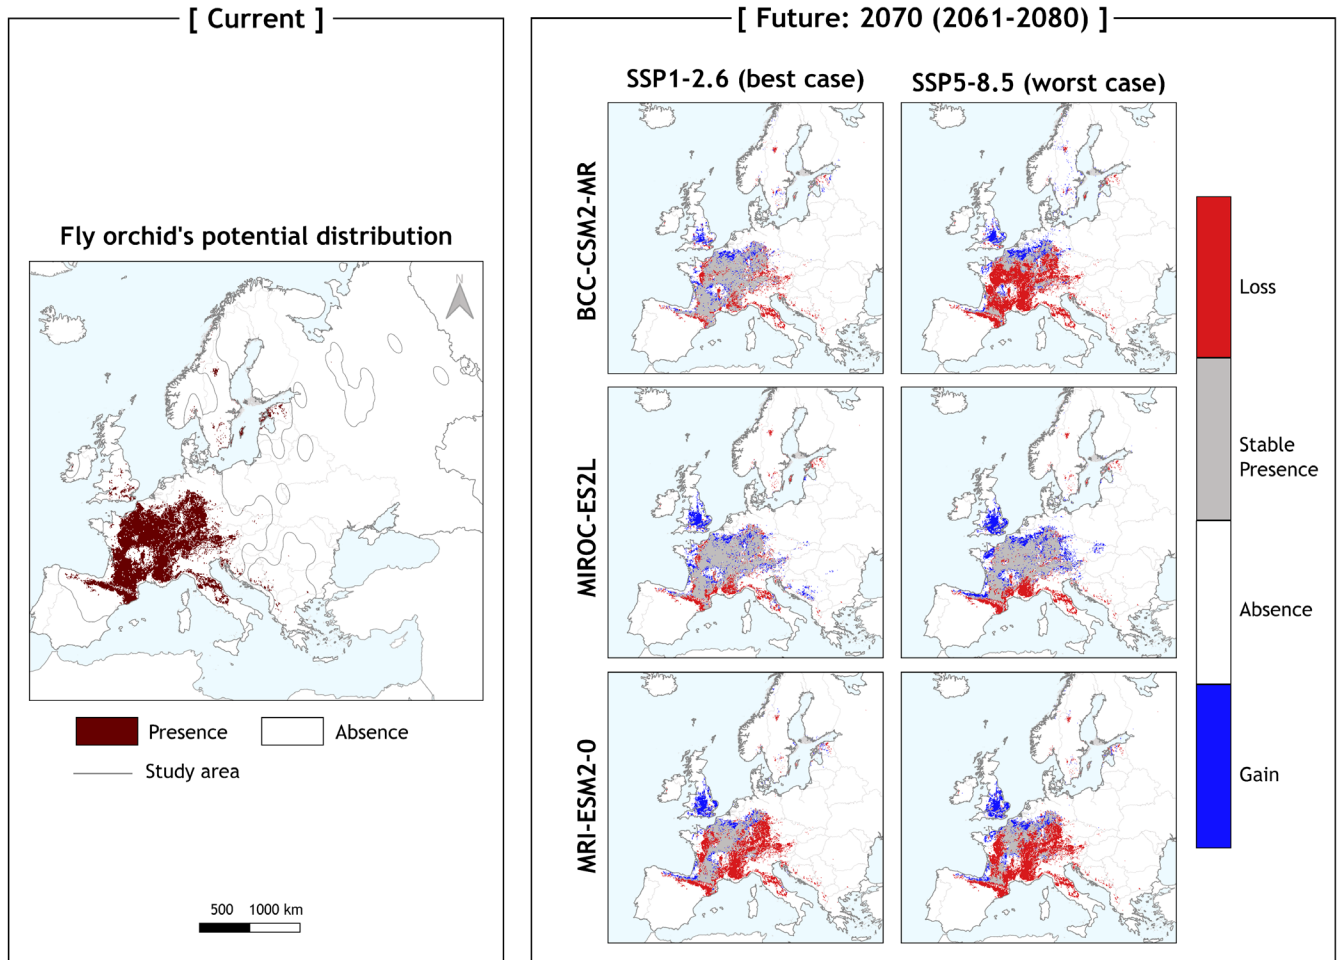 [ Current ]
[ Future: 2070 (2061-2080) ]
Fly orchid's potential distribution
N
Presence
Absence
Study area
500 1000 km
SSP1-2.6 (best case)
SSP5-8.5 (worst case)
BCC-CSM2-MR
MIROC-ES2L
MRI-ESM2-0
Loss
Stable
Presence
Absence
Gain